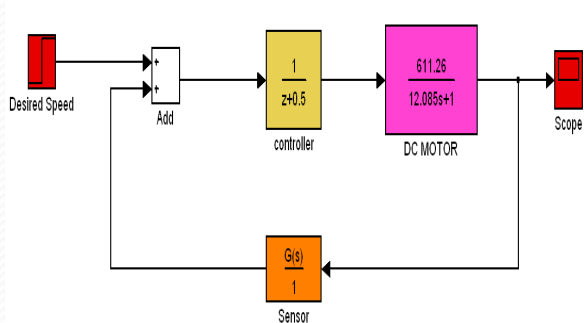 Desired Speed
+
+
Add
1
z+0.5
controller
611.26
12.085s+1
DC MOTOR
Scope
G(s)
1
Sensor